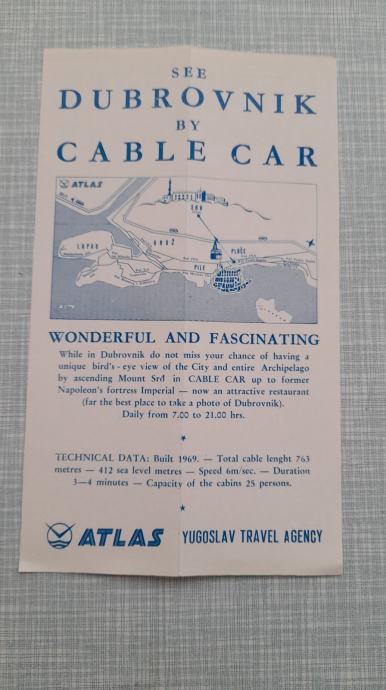 SEE
DUBROVNIK
BY
CABLE CAR
ATLAS
SRĐ
LAPAD
GRUŽ
PLOČE
PILE
WONDERFUL AND FASCINATING
While in Dubrovnik do not miss your chance of having a
unique bird's - eye view of the City and entire Archipelago
by ascending Mount Srđ in CABLE CAR up to former
Napoleon's fortress Imperial — now an attractive restaurant
(far the best place to take a photo of Dubrovnik).
Daily from 7.00 to 21.00 hrs.
TECHNICAL DATA: Built 1969. — Total cable lenght 763
metres — 412 sea level metres — Speed 6m/sec. — Duration
3—4 minutes — Capacity of the cabins 25 persons.
ATLAS YUGOSLAV TRAVEL AGENCY